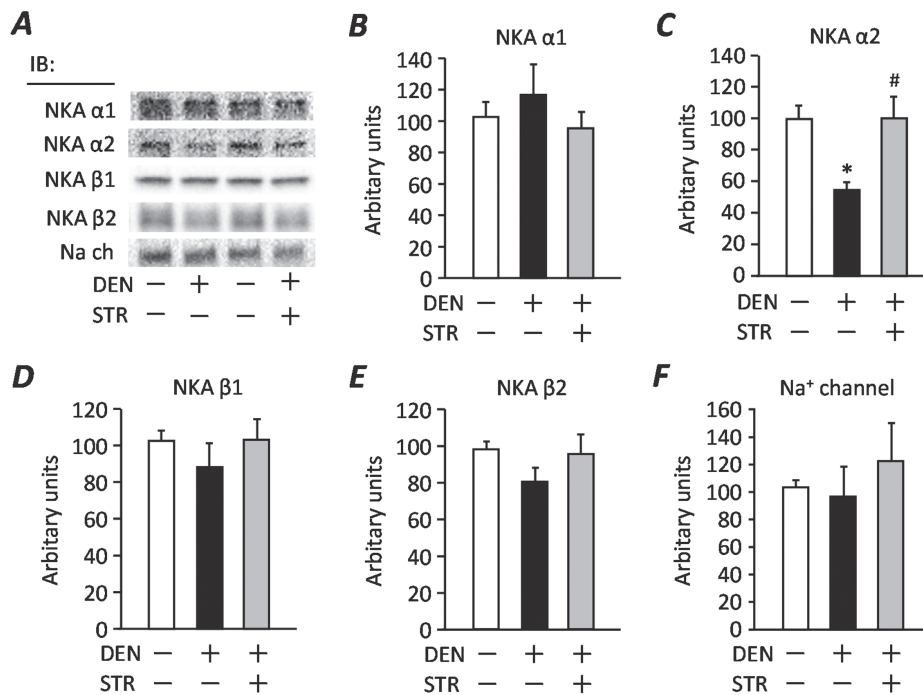 A
IB:
NKA α1
NKA α2
NKA β1
NKA β2
Na ch
DEN − + − +
STR − − − +
B
NKA α1
Arbitary units
140
120
100
80
60
40
20
0
DEN − + +
STR − − +
C
NKA α2
Arbitary units
140
120
100
80
60
40
20
0
*
#
DEN − + +
STR − − +
D
NKA β1
Arbitary units
120
100
80
60
40
20
0
DEN − + +
STR − − +
E
NKA β2
Arbitary units
120
100
80
60
40
20
0
DEN − + +
STR − − +
F
Na⁺ channel
Arbitary units
160
140
120
100
80
60
40
20
0
DEN − + +
STR − − +